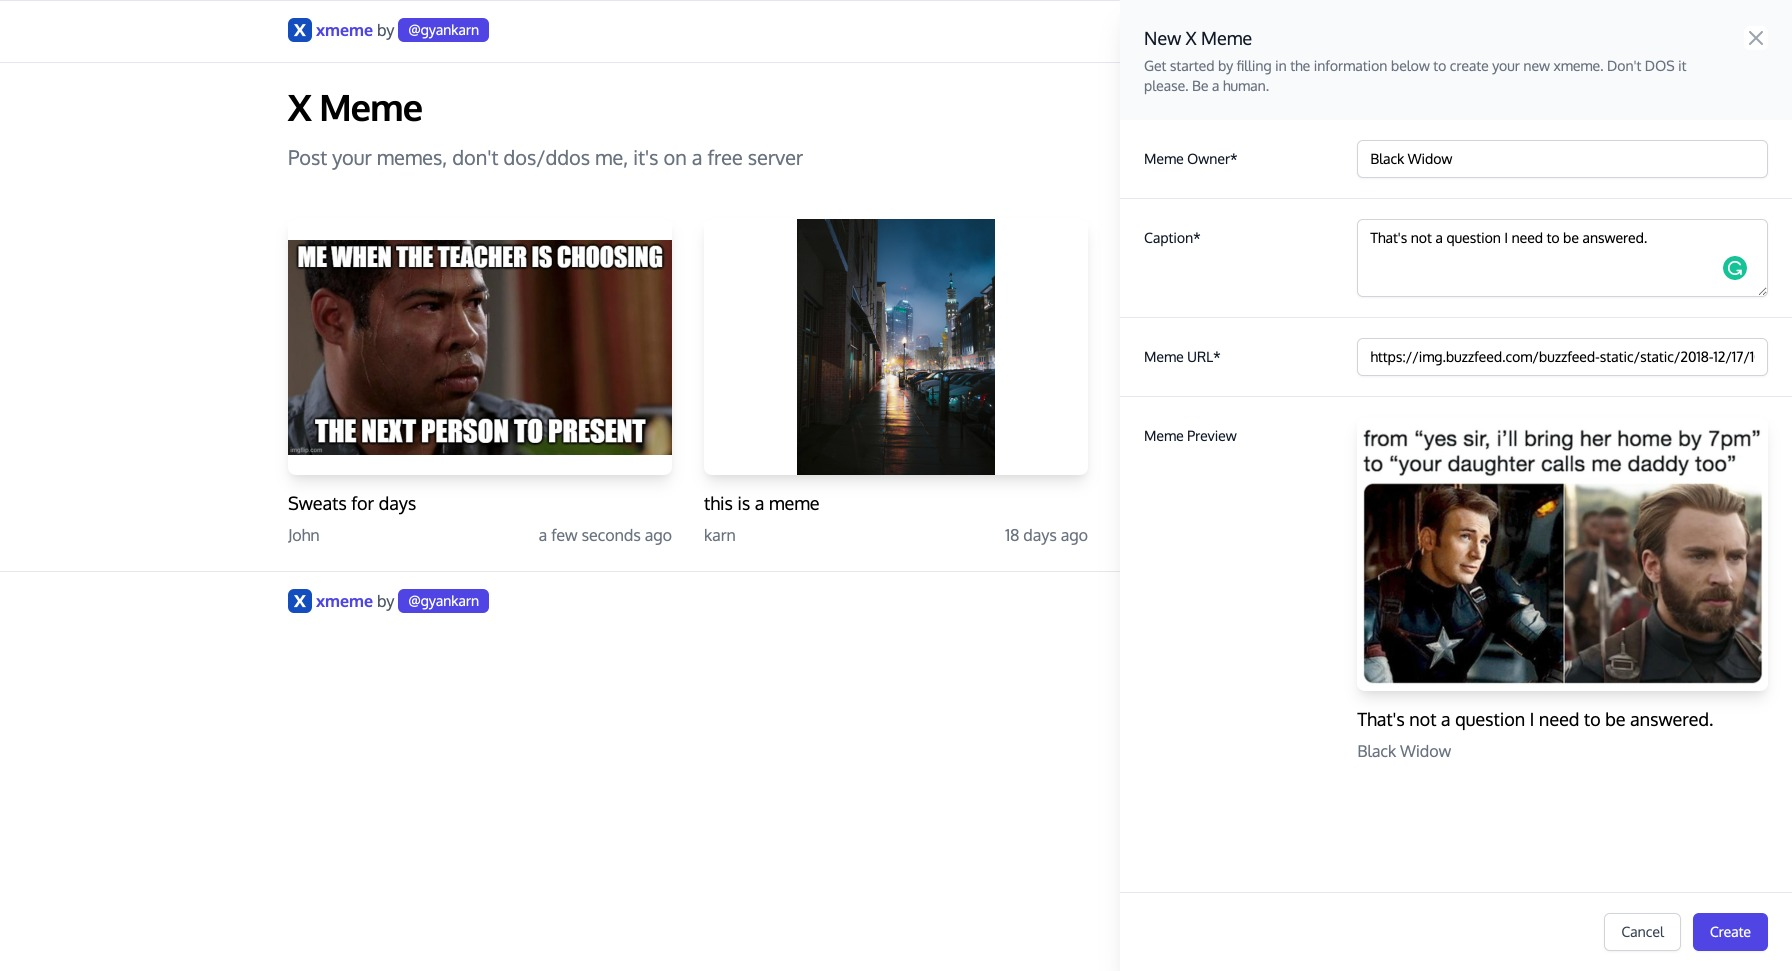 X xmeme by @gyankarn
X Meme
Post your memes, don't dos/ddos me, it's on a free server
ME WHEN THE TEACHER IS CHOOSING
THE NEXT PERSON TO PRESENT
imgflip.com
Sweats for days
John a few seconds ago
this is a meme
karn 18 days ago
X xmeme by @gyankarn
New X Meme
Get started by filling in the information below to create your new xmeme. Don't DOS it
please. Be a human.
Meme Owner*
Black Widow
Caption*
That's not a question I need to be answered.
Meme URL*
https://img.buzzfeed.com/buzzfeed-static/static/2018-12/17/1
Meme Preview
from “yes sir, i’ll bring her home by 7pm”
to “your daughter calls me daddy too”
That's not a question I need to be answered.
Black Widow
Cancel
Create